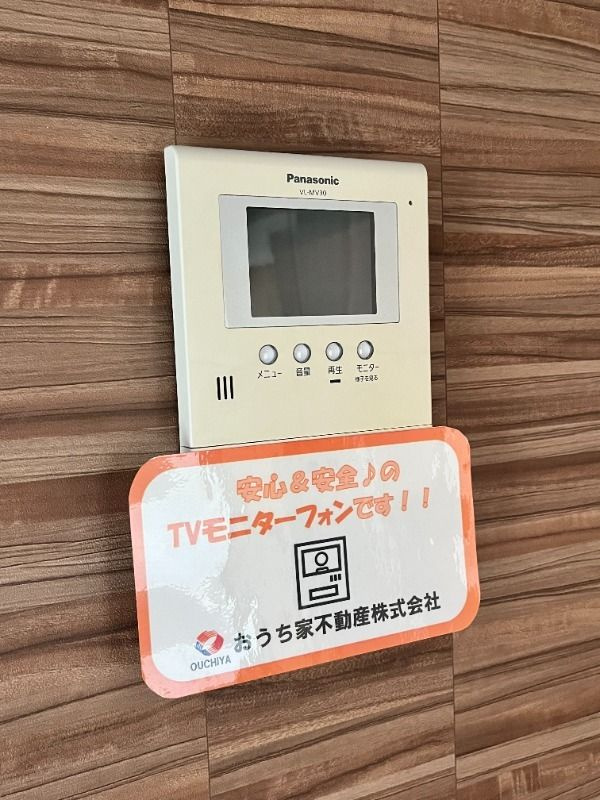 Panasonic
VL-MV30
メニュー 音量 再生 モニター
様子を見る
安心&安全♪の
TVモニターフォンです!!
OUCHIYA おうち家不動産株式会社